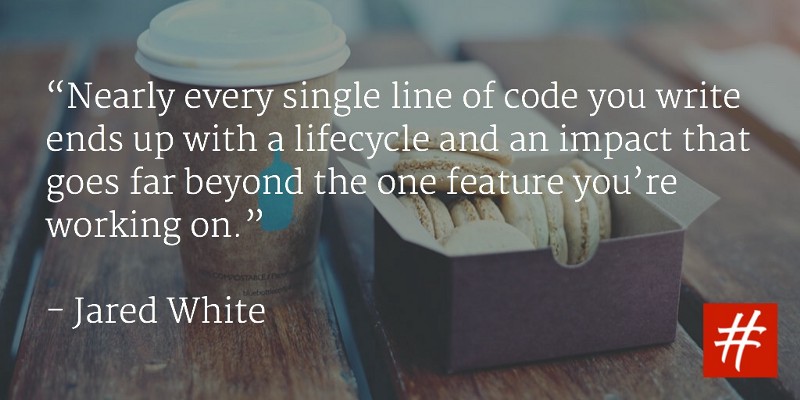 “Nearly every single line of code you write
ends up with a lifecycle and an impact that
goes far beyond the one feature you’re
working on.”
– Jared White
#